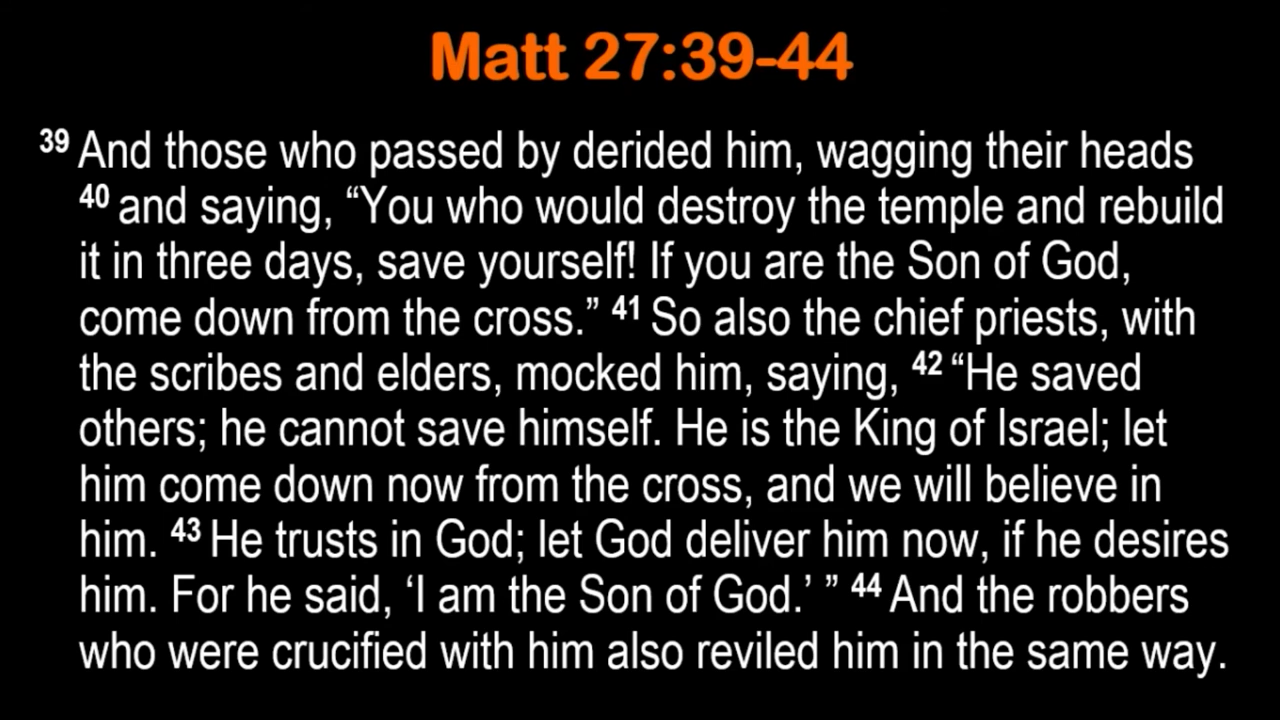 Matt 27:39-44
39 And those who passed by derided him, wagging their heads
40 and saying, “You who would destroy the temple and rebuild
it in three days, save yourself! If you are the Son of God,
come down from the cross.” 41 So also the chief priests, with
the scribes and elders, mocked him, saying, 42 “He saved
others; he cannot save himself. He is the King of Israel; let
him come down now from the cross, and we will believe in
him. 43 He trusts in God; let God deliver him now, if he desires
him. For he said, ‘I am the Son of God.’ ” 44 And the robbers
who were crucified with him also reviled him in the same way.